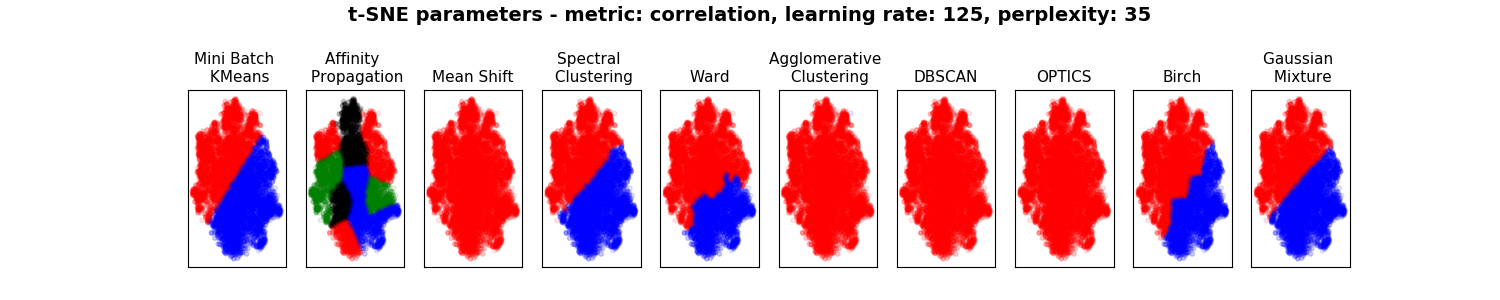 t-SNE parameters - metric: correlation, learning rate: 125, perplexity: 35
Mini Batch
KMeans
Affinity
Propagation
Mean Shift
Spectral
Clustering
Ward
Agglomerative
Clustering
DBSCAN
OPTICS
Birch
Gaussian
Mixture